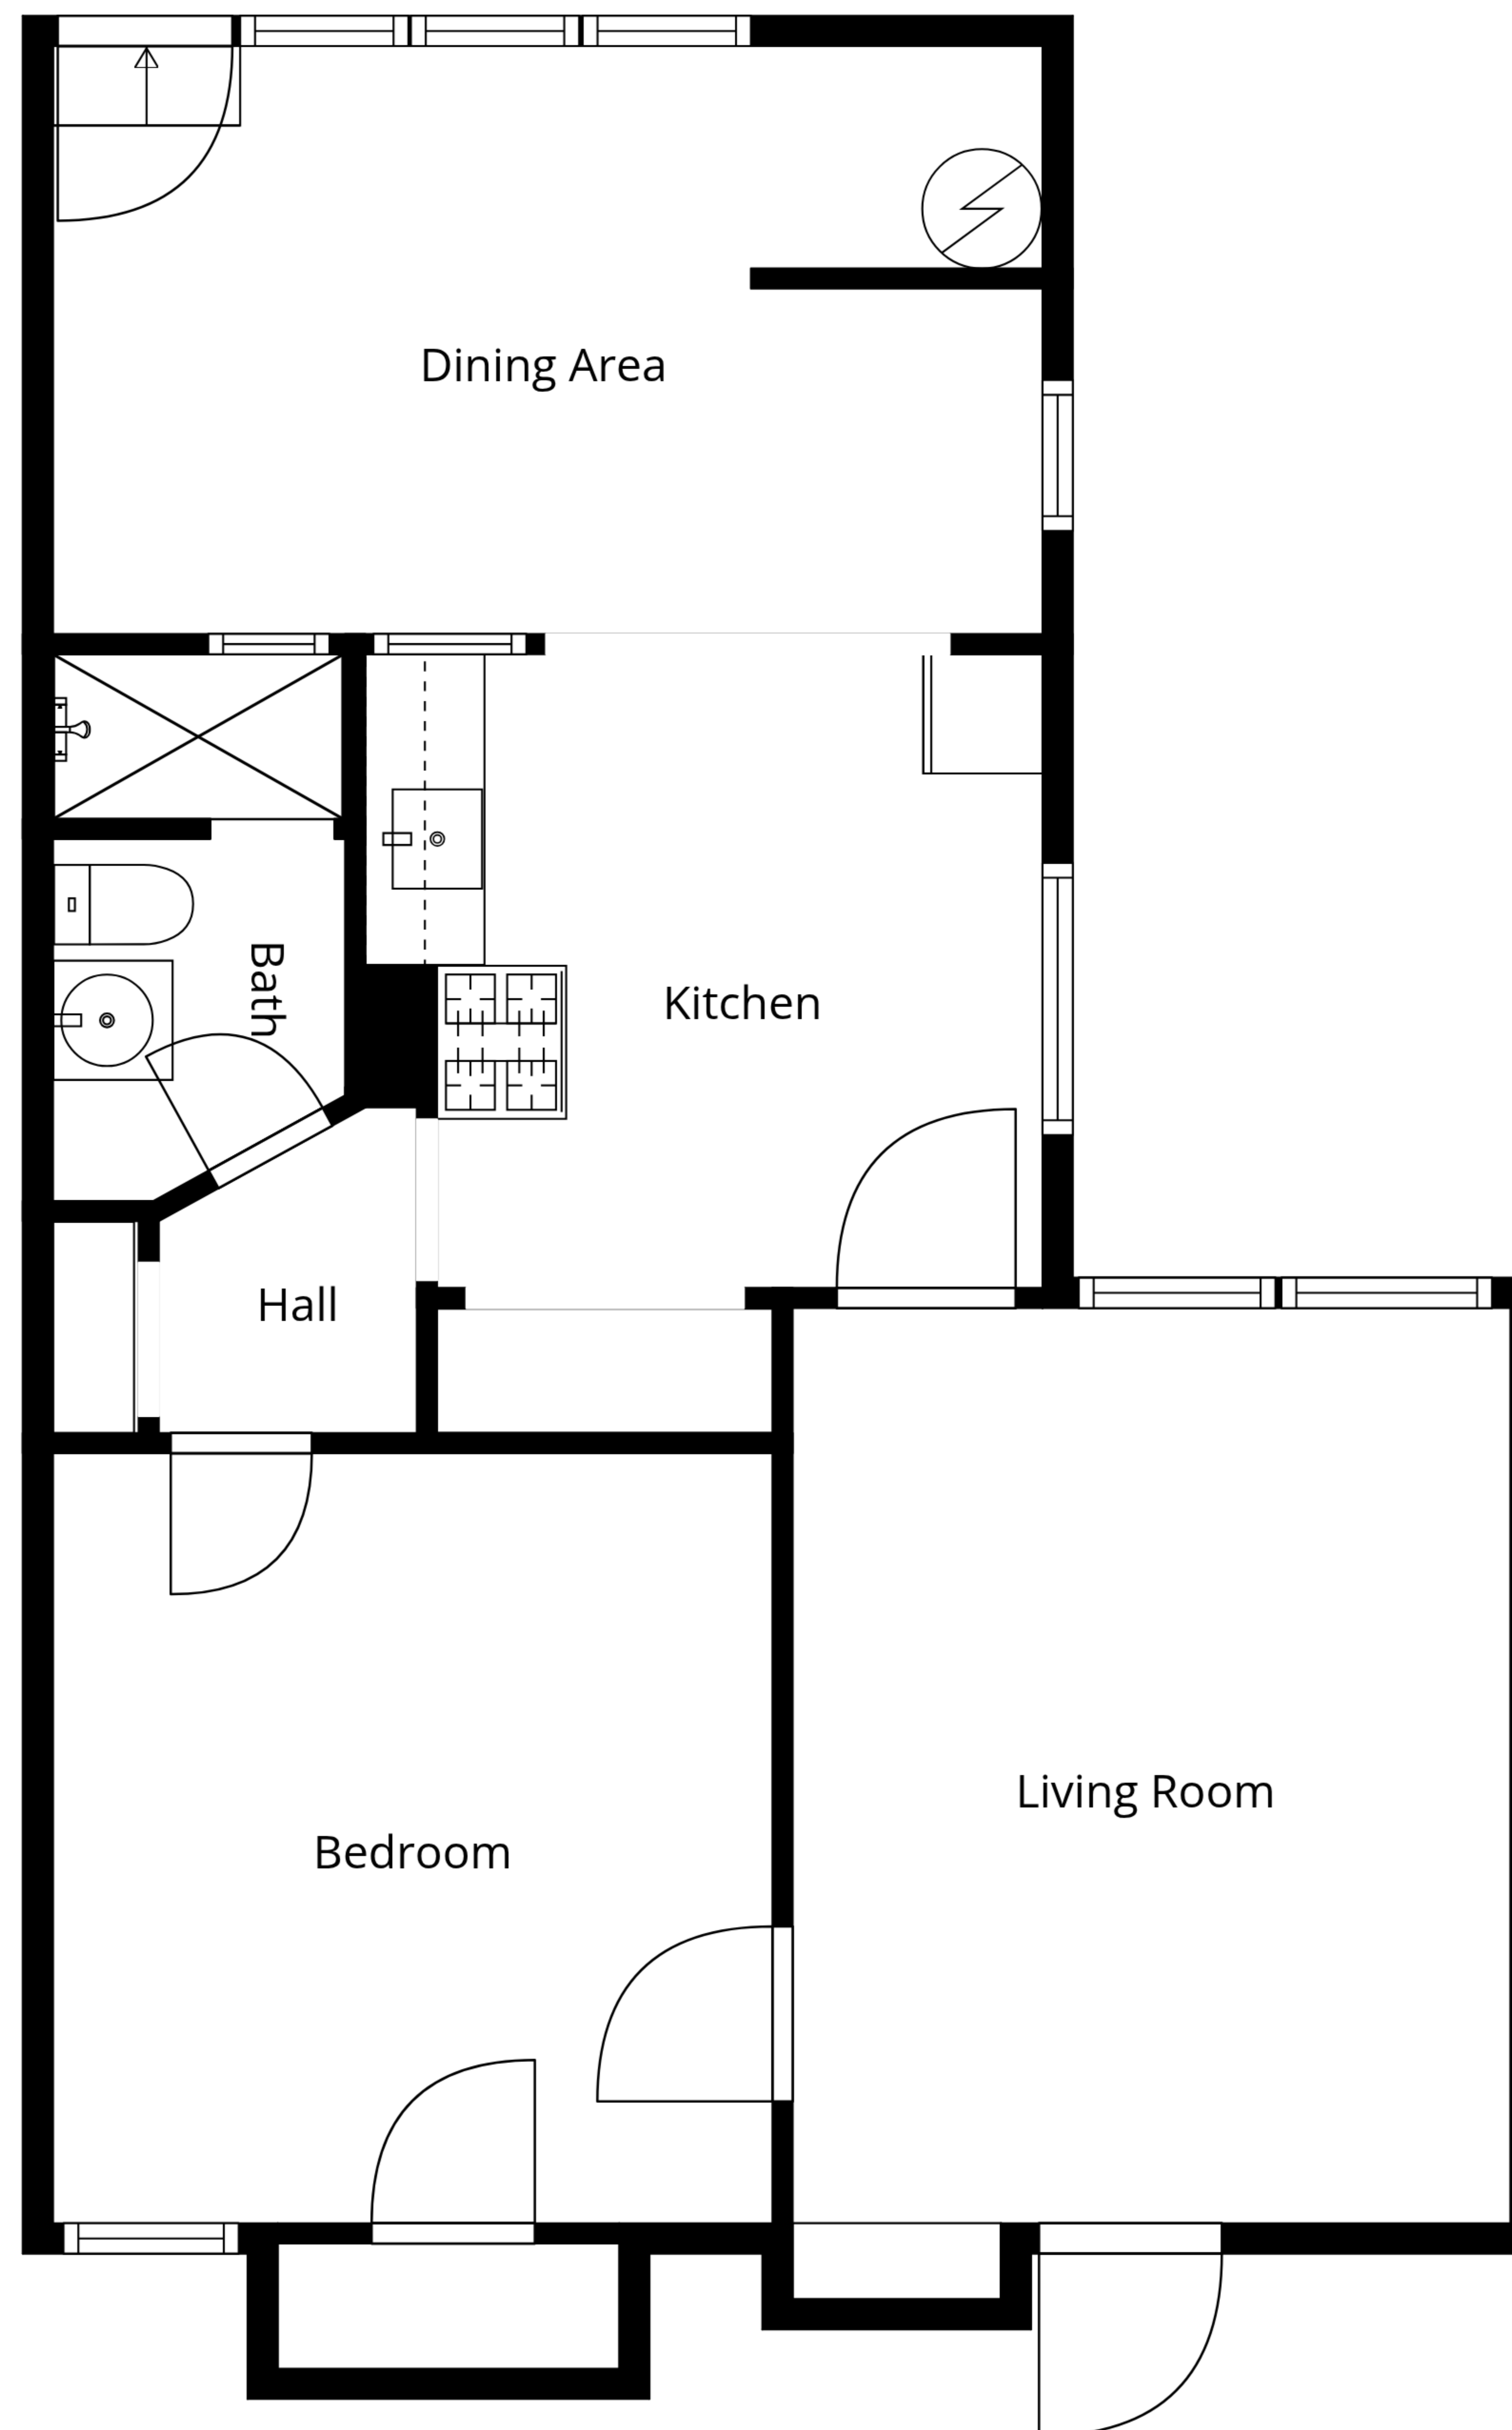 Dining Area
Bath
Kitchen
Hall
Living Room
Bedroom